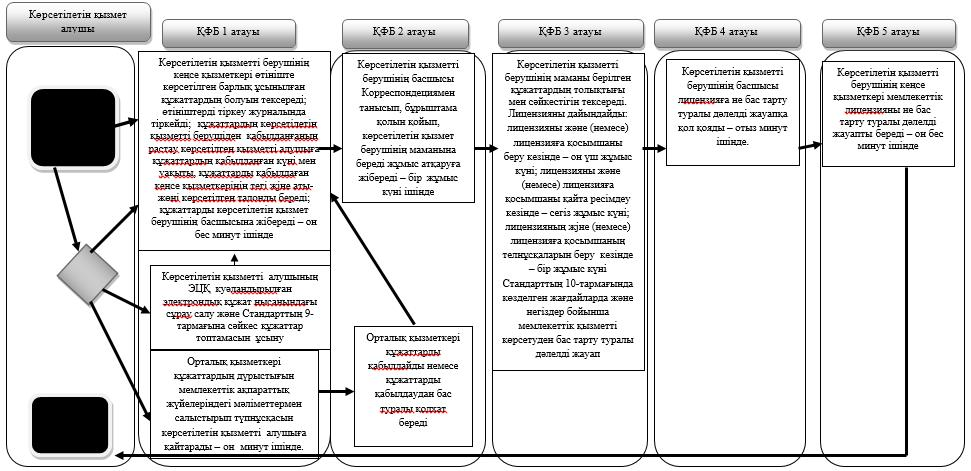 Көрсетілетін қызмет
алушы
ҚФБ 1 атауы
ҚФБ 2 атауы
ҚФБ 3 атауы
ҚФБ 4 атауы
ҚФБ 5 атауы
Көрсетілетін қызметті берушінің
кеңсе қызметкері өтініште
көрсетілген барлық ұсынылған
құжаттардың болуын тексереді;
өтініштерді тіркеу журналында
тіркейді; құжаттардың көрсетілетін
қызметті берушіден қабылданғанын
растау, көрсетілген қызметті алушыға
құжаттардың қабылданған күні мен
уақыты, құжаттарды қабылдаған
кеңсе қызметкерінің тегі және аты-
жөні көрсетілген талонды береді;
құжаттарды көрсетілетін қызмет
берушінің басшысына жібереді – он
бес минут ішінде
Көрсетілетін қызметті алушының
ЭЦҚ куәландырылған
электрондық құжат нысанындағы
сұрау салу және Стандарттың 9-
тармағына сәйкес құжаттар
топтамасын ұсыну
Орталық қызметкері
құжаттардың дұрыстығын
мемлекеттік ақпараттық
жүйелеріндегі мәліметтермен
салыстырып түпнұсқасын
көрсетілетін қызметті алушыға
қайтарады – он минут ішінде.
Көрсетілетін қызметті
берушінің басшысы
Корреспонденциямен
танысып, бұрыштама
қолын қойып,
көрсетілетін қызмет
берушінің маманына
береді жұмыс атқаруға
жібереді – бір жұмыс
күні ішінде
Орталық қызметкері
құжаттарды
қабылдайды немесе
құжаттарды
қабылдаудан бас
туралы қолхат
береді
Көрсетілетін қызметті
берушінің маманы берілген
құжаттардың толықтығы
мен сәйкестігін тексереді.
Лицензияны дайындайды:
лицензияны және (немесе)
лицензияға қосымшаны
беру кезінде – он үш жұмыс
күні; лицензияны және
(немесе) лицензияға
қосымшаны қайта ресімдеу
кезінде – сегіз жұмыс күні;
лицензияның және (немесе)
лицензияға қосымшаның
телнұсқаларын беру кезінде
– бір жұмыс күні
Стандарттың 10-тармағында
көзделген жағдайларда және
негіздер бойынша
мемлекеттік қызметті
көрсетуден бас тарту туралы
дәлелді жауап
Көрсетілетін қызметті
берушінің басшысы
лицензияға не бас тарту
туралы дәлелді жауапқа
қол қояды – отыз минут
ішінде.
Көрсетілетін қызметті
берушінің кеңсе
қызметкері мемлекеттік
лицензияны не бас
тарту туралы дәлелді
жауапты береді – он бес
минут ішінде